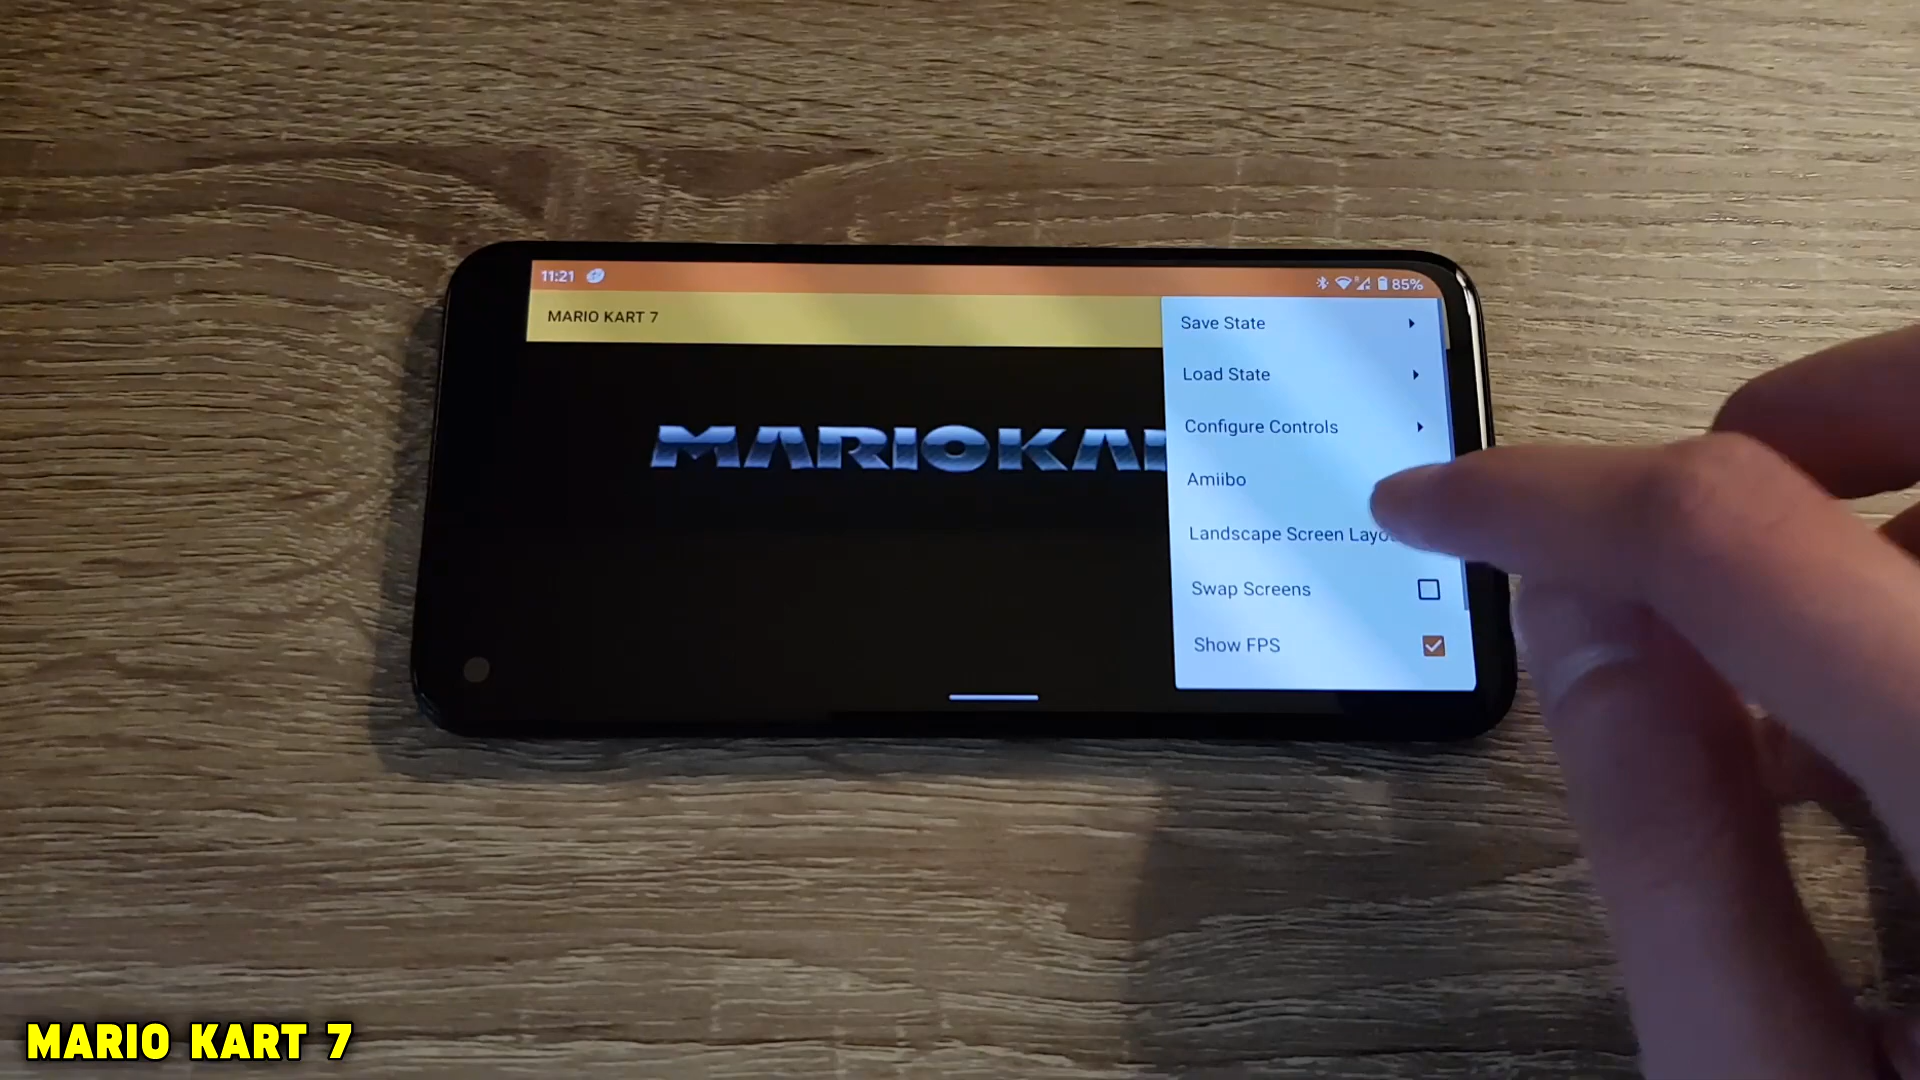 11:21
85%
MARIO KART 7
Save State
Load State
Configure Controls
Amiibo
Landscape Screen Layo
Swap Screens
Show FPS
MARIOKA
MARIO KART 7